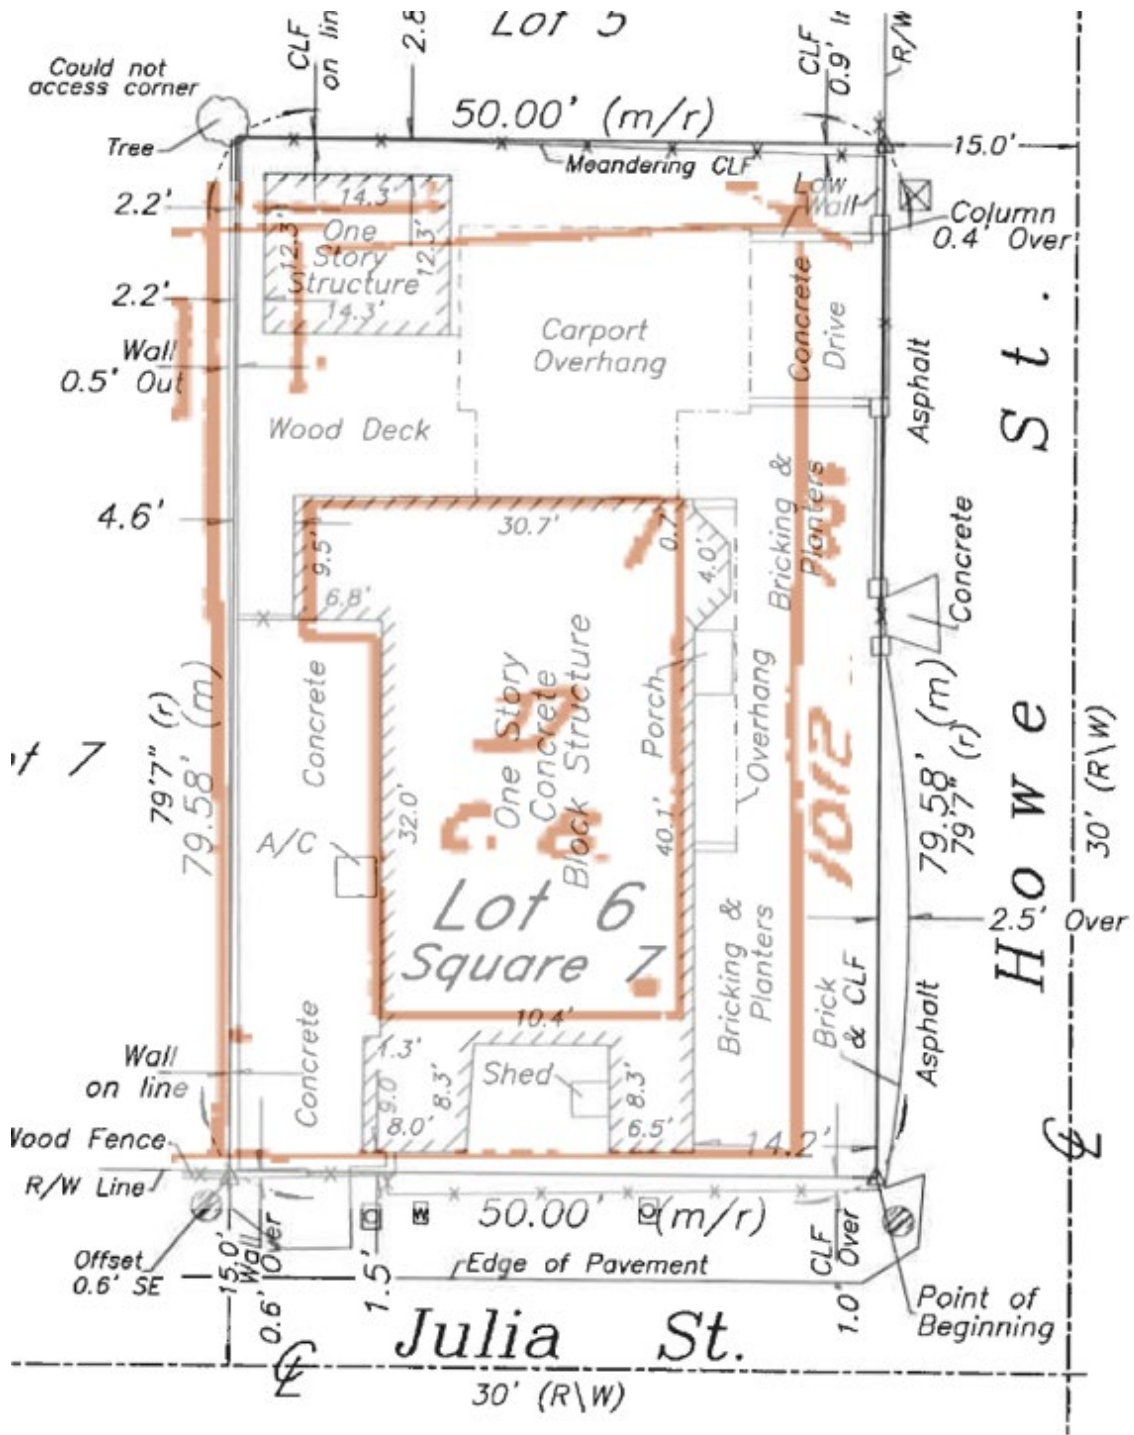 Lot 5
CLF
on lin
2.8
CLF
0.9'
R/W
Could not
access corner
Tree
50.00' (m/r)
Meandering CLF
15.0'
2.2'
14.3'
One
Story
Structure
12.3'
12.3'
14.3'
Low
Wall
Column
0.4' Over
2.2'
Wall
0.5' Out
Carport
Overhang
Concrete
Drive
Asphalt
Howe St.
Wood Deck
4.6'
30.7'
9.5'
6.8'
0.7'
4.0'
Bricking &
Planters
Concrete
Concrete
One Story
Concrete
Block Structure
Porch
Overhang
79'7" (r)
79.58' (m)
7
32.0'
40.1'
1012
79.58' (m)
79'7" (r)
30' (R\W)
A/C
Lot 6
Square 7
Bricking &
Planters
2.5' Over
Brick
& CLF
Asphalt
10.4'
Concrete
1.3'
9.0'
8.3'
8.0'
Shed
8.3'
6.5'
14.2'
Wall
on line
Wood Fence
R/W Line
W
50.00' (m/r)
Offset
0.6' SE
15.0'
Wall
0.6' Over
1.5'
Edge of Pavement
CLF
1.0' Over
Point of
Beginning
Julia St.
30' (R\W)